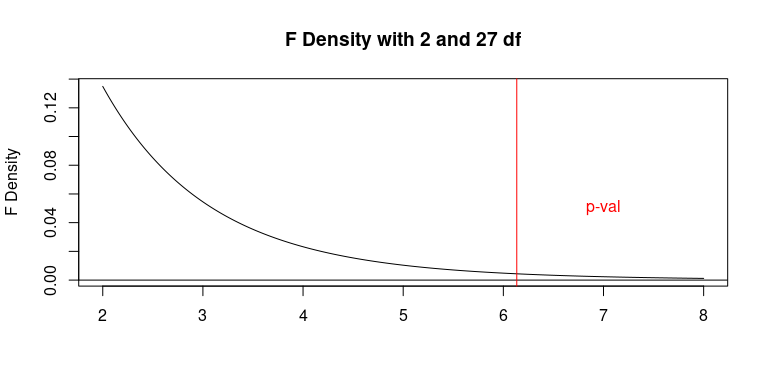 F Density with 2 and 27 df
F Density
0.12
0.08
0.04
0.00
p-val
2 3 4 5 6 7 8